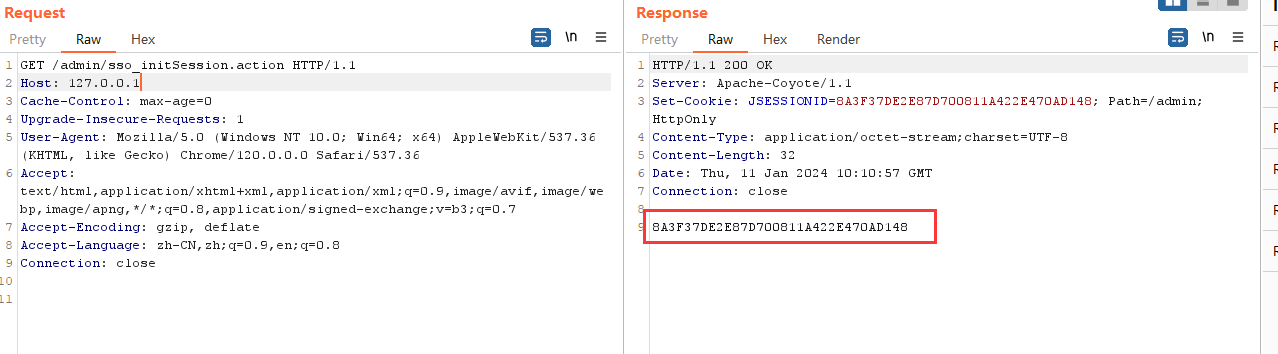 Request
Pretty Raw Hex
\n
1 GET /admin/sso_initSession.action HTTP/1.1
2 Host: 127.0.0.1
3 Cache-Control: max-age=0
4 Upgrade-Insecure-Requests: 1
5 User-Agent: Mozilla/5.0 (Windows NT 10.0; Win64; x64) AppleWebKit/537.36
(KHTML, like Gecko) Chrome/120.0.0.0 Safari/537.36
6 Accept:
text/html,application/xhtml+xml,application/xml;q=0.9,image/avif,image/we
bp,image/apng,*/*;q=0.8,application/signed-exchange;v=b3;q=0.7
7 Accept-Encoding: gzip, deflate
8 Accept-Language: zh-CN,zh;q=0.9,en;q=0.8
9 Connection: close
10
11
Response
Pretty Raw Hex Render
\n
1 HTTP/1.1 200 OK
2 Server: Apache-Coyote/1.1
3 Set-Cookie: JSESSIONID=8A3F37DE2E87D700811A422E470AD148; Path=/admin;
HttpOnly
4 Content-Type: application/octet-stream;charset=UTF-8
5 Content-Length: 32
6 Date: Thu, 11 Jan 2024 10:10:57 GMT
7 Connection: close
8
9 8A3F37DE2E87D700811A422E470AD148